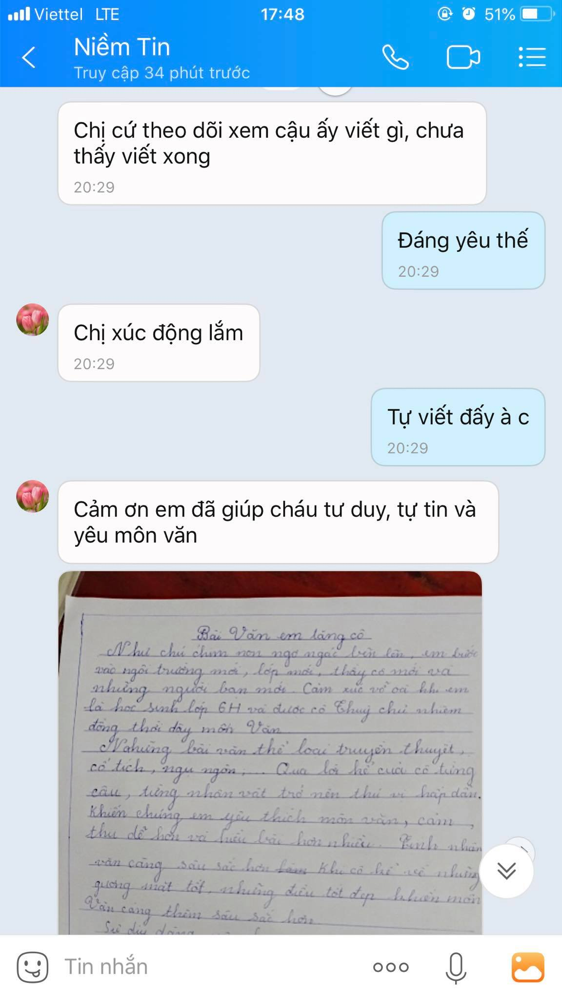 Viettel LTE 17:48 51%
Niềm Tin
Truy cập 34 phút trước
Chị cứ theo dõi xem cậu ấy viết gì, chưa
thấy viết xong
20:29
Đáng yêu thế
20:29
Chị xúc động lắm
20:29
Tự viết đấy à c
20:29
Cảm ơn em đã giúp cháu tư duy, tự tin và
yêu môn văn
Bài Văn em tặng cô
Như chú chim non ngơ ngác bẽn lẽn, em bước
vào ngôi trường mới, lớp mới, thầy cô mới và
những người bạn mới. Cảm xúc vỡ oà khi em
là học sinh lớp 6H và được cô Thuỷ chủ nhiệm
đồng thời dạy môn Văn
Nahững bài văn thể loại truyền thuyết,
cổ tích, ngụ ngôn,... Qua lời kể của cô từng
câu, từng nhân vật trở nên thú vị hấp dẫn.
Khiến chúng em yêu thích môn văn, cảm
thụ dễ hơn và hiểu bài hơn nhiều. Tính nhân
văn càng sâu sắc hơn khi cô kể về những
gương mặt tốt, những điều tốt đẹp khiến môn
Văn càng thêm sâu sắc hơn
Sự dịu dàng
Tin nhắn